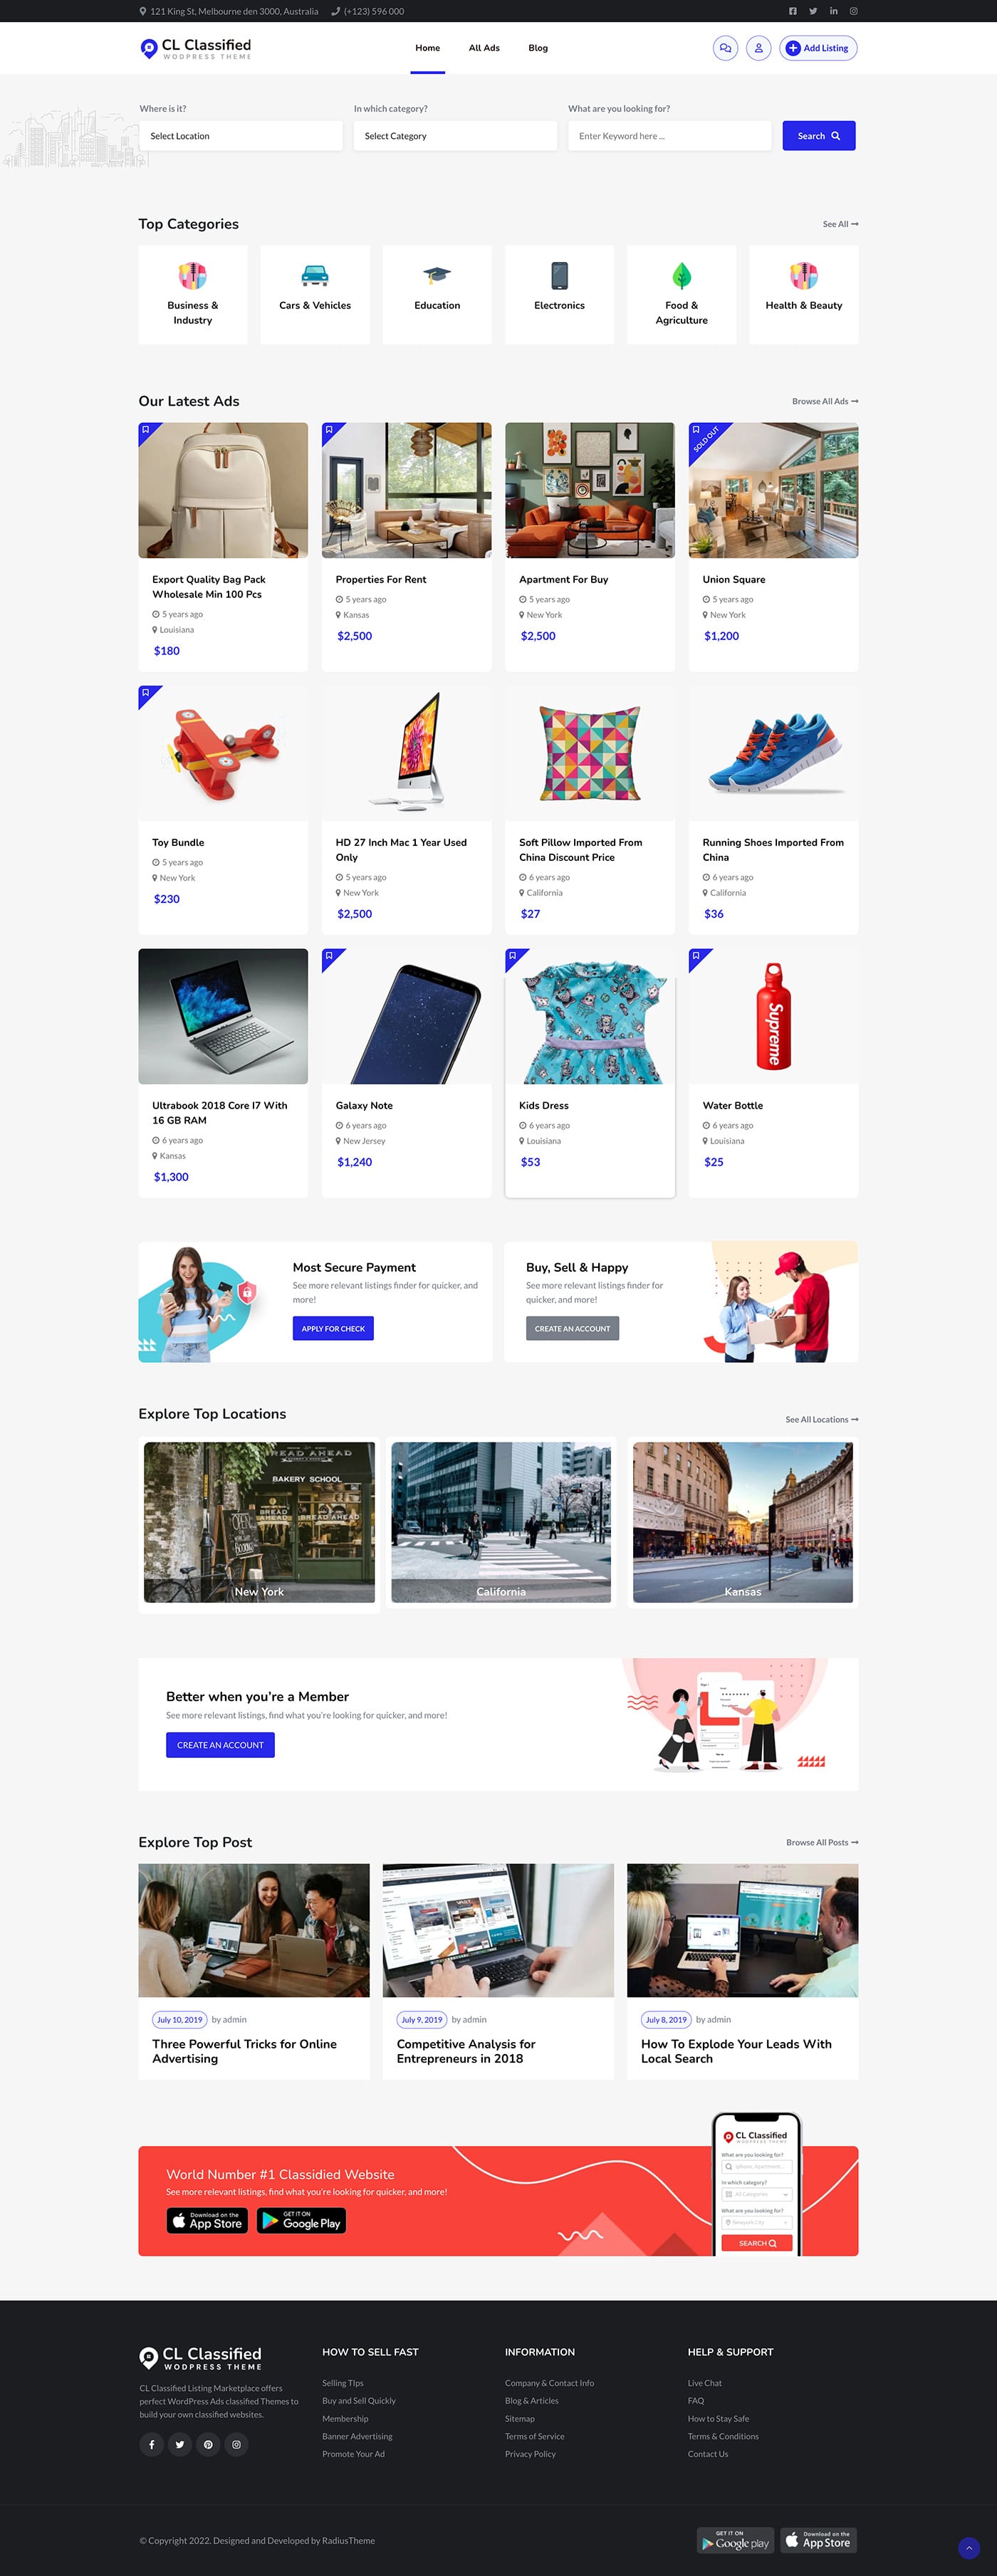 121 King St, Melbourne den 3000, Australia (+123) 596 000
CL Classified
WODPRESS THEME
Home All Ads Blog
Add Listing
Where is it? In which category? What are you looking for?
Select Location Select Category Enter Keyword here ... Search
Top Categories See All
Business &
Industry
Cars & Vehicles
Education
Electronics
Food &
Agriculture
Health & Beauty
Our Latest Ads Browse All Ads
SOLD OUT
Export Quality Bag Pack
Wholesale Min 100 Pcs
5 years ago
Louisiana
$180
Properties For Rent
5 years ago
Kansas
$2,500
Apartment For Buy
5 years ago
New York
$2,500
Union Square
5 years ago
New York
$1,200
Toy Bundle
5 years ago
New York
$230
HD 27 Inch Mac 1 Year Used
Only
5 years ago
New York
$2,500
Soft Pillow Imported From
China Discount Price
6 years ago
California
$27
Running Shoes Imported From
China
6 years ago
California
$36
Supreme
Ultrabook 2018 Core I7 With
16 GB RAM
6 years ago
Kansas
$1,300
Galaxy Note
6 years ago
New Jersey
$1,240
Kids Dress
6 years ago
Louisiana
$53
Water Bottle
6 years ago
Louisiana
$25
Most Secure Payment
See more relevant listings finder for quicker, and
more!
APPLY FOR CHECK
Buy, Sell & Happy
See more relevant listings finder for
quicker, and more!
CREATE AN ACCOUNT
Explore Top Locations See All Locations
READ AHEAD
BAKERY SCHOOL
BREAD AHEAD
BREAD AHEAD
OPEN
New York
California
Kansas
Better when you're a Member
See more relevant listings, find what you're looking for quicker, and more!
CREATE AN ACCOUNT
Explore Top Post Browse All Posts
July 10, 2019 by admin
Three Powerful Tricks for Online
Advertising
July 9, 2019 by admin
Competitive Analysis for
Entrepreneurs in 2018
July 8, 2019 by admin
How To Explode Your Leads With
Local Search
World Number #1 Classidied Website
See more relevant listings, find what you're looking for quicker, and more!
Download on the
App Store
GET IT ON
Google Play
CL Classified
WODPRESS THEME
What are you looking for?
Iphone, Apartment...
In which category?
All Categories
What are you looking for?
Newyork City
SEARCH
CL Classified
WODPRESS THEME
CL Classified Listing Marketplace offers
perfect WordPress Ads classified Themes to
build your own classified websites.
HOW TO SELL FAST
Selling TIps
Buy and Sell Quickly
Membership
Banner Advertising
Promote Your Ad
INFORMATION
Company & Contact Info
Blog & Articles
Sitemap
Terms of Service
Privacy Policy
HELP & SUPPORT
Live Chat
FAQ
How to Stay Safe
Terms & Conditions
Contact Us
© Copyright 2022. Designed and Developed by RadiusTheme
GET IT ON
Google play
Download on the
App Store